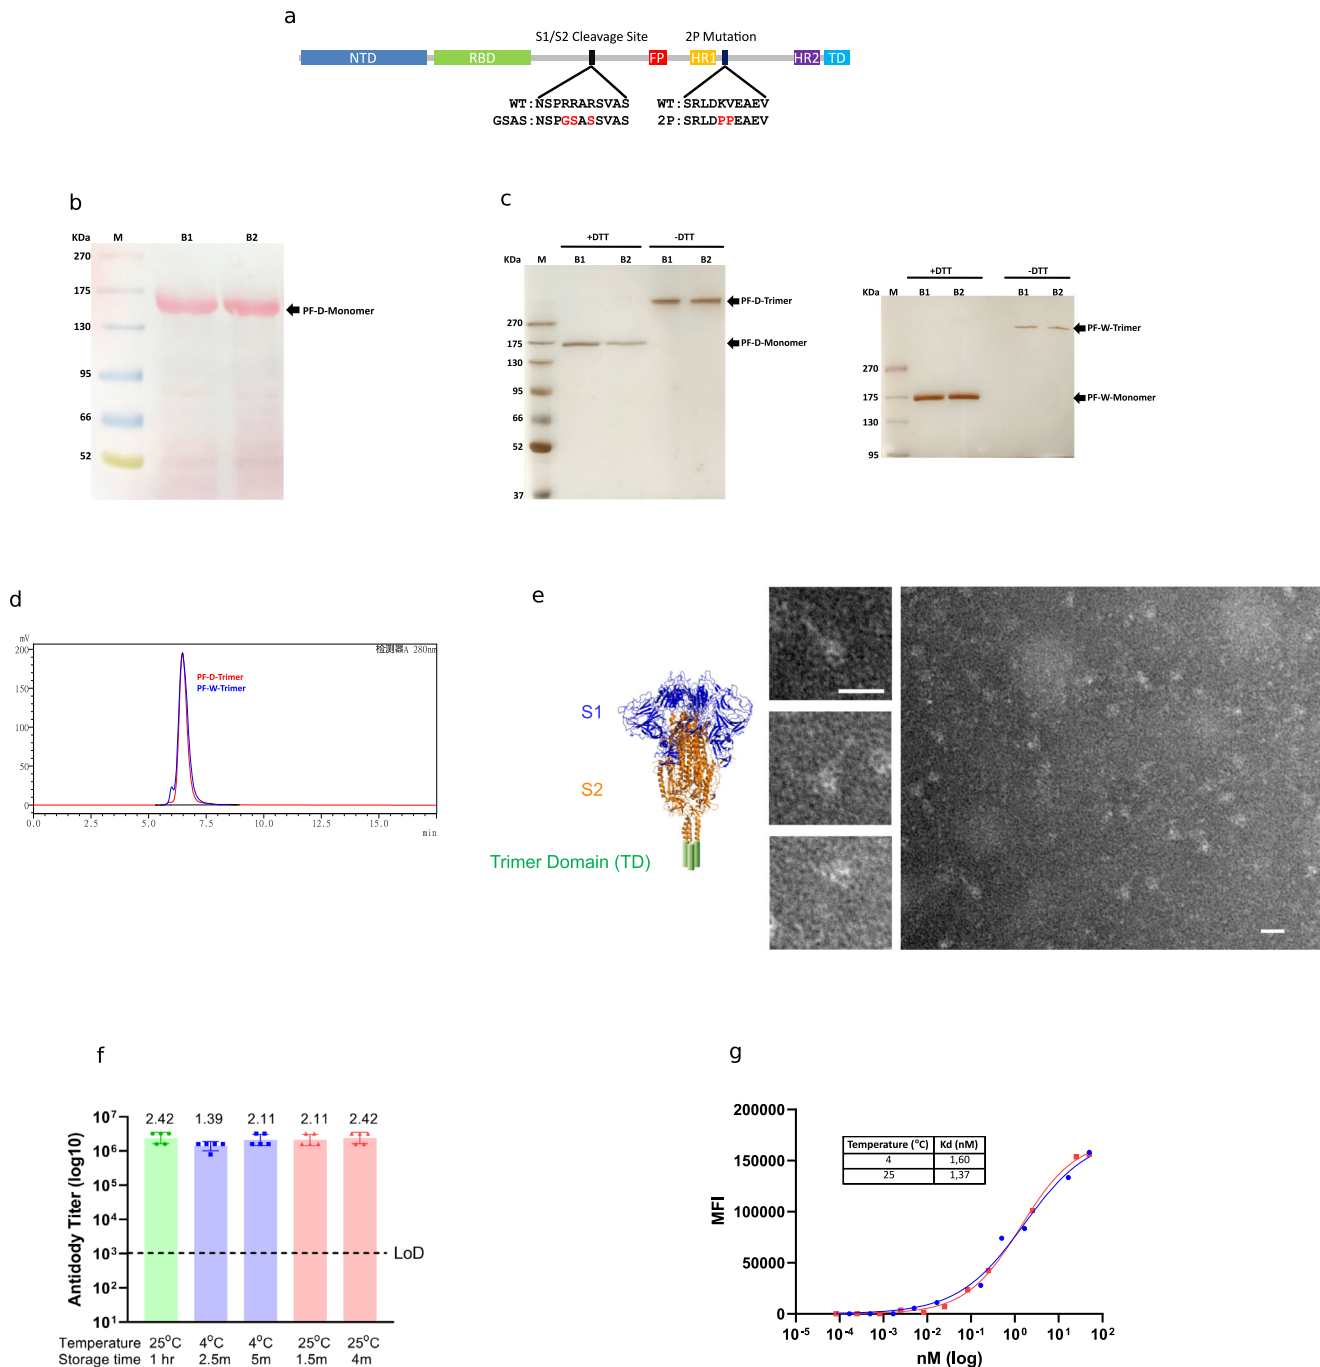 a
S1/S2 Cleavage Site
2P Mutation
NTD
RBD
FP
HR1
HR2
TD
WT:NSPRRARSVAS
WT:SRLDKVEAEV
GSAS:NSPGSASSVAS
2P:SRLDPPEAEV
b
KDa
M
B1
B2
270
175
130
95
66
52
PF-D-Monomer
c
+DTT
-DTT
KDa
M
B1
B2
B1
B2
270
175
130
95
66
52
37
PF-D-Trimer
PF-D-Monomer
+DTT
-DTT
KDa
M
B1
B2
B1
B2
270
175
130
95
PF-W-Trimer
PF-W-Monomer
d
mV
检测器A 280nm
PF-D-Trimer
PF-W-Trimer
200
150
100
50
0
0.0
2.5
5.0
7.5
10.0
12.5
15.0
min
e
S1
S2
Trimer Domain (TD)
f
Antidody Titer (log10)
10⁷
10⁶
10⁵
10⁴
10³
10²
10¹
2.42
1.39
2.11
2.11
2.42
LoD
Temperature 25°C 4°C 4°C 25°C 25°C
Storage time 1 hr 2.5m 5m 1.5m 4m
g
MFI
200000
150000
100000
50000
0
Temperature (°C) Kd (nM)
4 1,60
25 1,37
10⁻⁵ 10⁻⁴ 10⁻³ 10⁻² 10⁻¹ 10⁰ 10¹ 10²
nM (log)